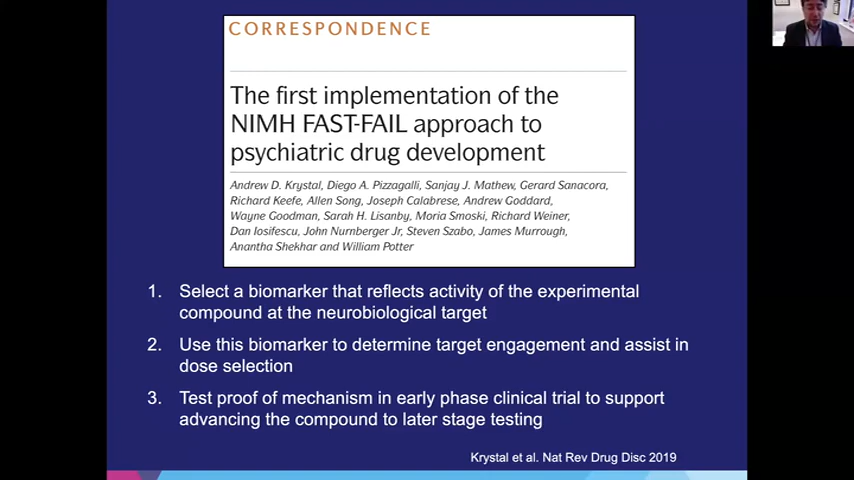 CORRESPONDENCE
The first implementation of the
NIMH FAST-FAIL approach to
psychiatric drug development
Andrew D. Krystal, Diego A. Pizzagalli, Sanjay J. Mathew, Gerard Sanacora,
Richard Keefe, Allen Song, Joseph Calabrese, Andrew Goddard,
Wayne Goodman, Sarah H. Lisanby, Moria Smoski, Richard Weiner,
Dan Iosifescu, John Nurnberger Jr, Steven Szabo, James Murrough,
Anantha Shekhar and William Potter
1. Select a biomarker that reflects activity of the experimental
compound at the neurobiological target
2. Use this biomarker to determine target engagement and assist in
dose selection
3. Test proof of mechanism in early phase clinical trial to support
advancing the compound to later stage testing
Krystal et al. Nat Rev Drug Disc 2019